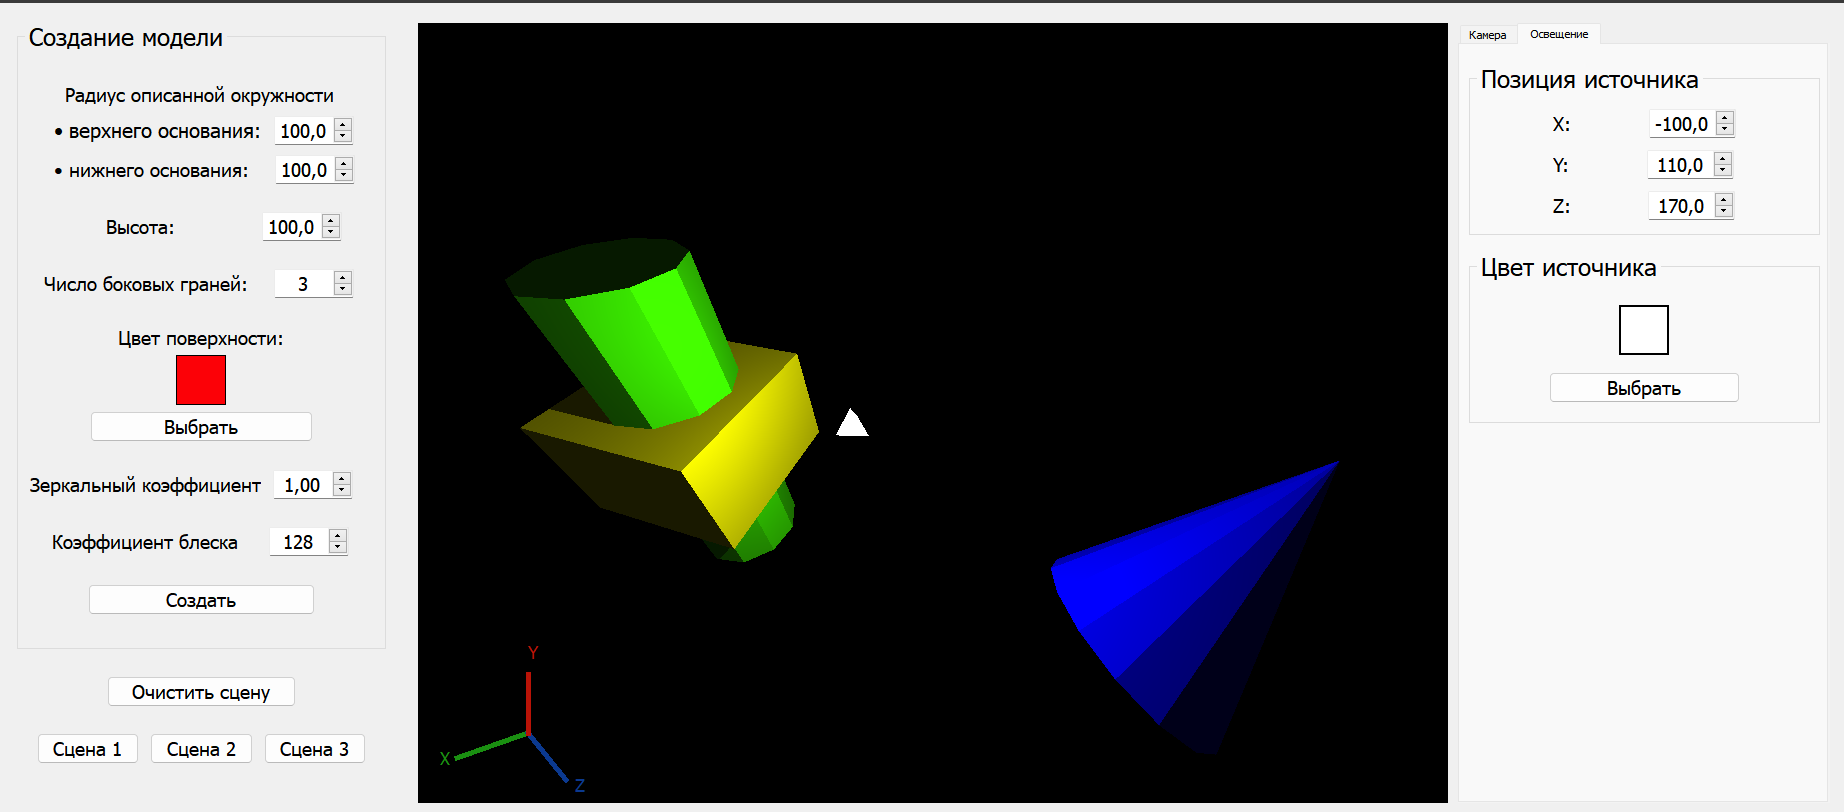 Создание модели
Радиус описанной окружности
• верхнего основания: 100,0
• нижнего основания: 100,0
Высота: 100,0
Число боковых граней: 3
Цвет поверхности:
Выбрать
Зеркальный коэффициент 1,00
Коэффициент блеска 128
Создать
Очистить сцену
Сцена 1 Сцена 2 Сцена 3
Y
X
Z
Камера Освещение
Позиция источника
X: -100,0
Y: 110,0
Z: 170,0
Цвет источника
Выбрать